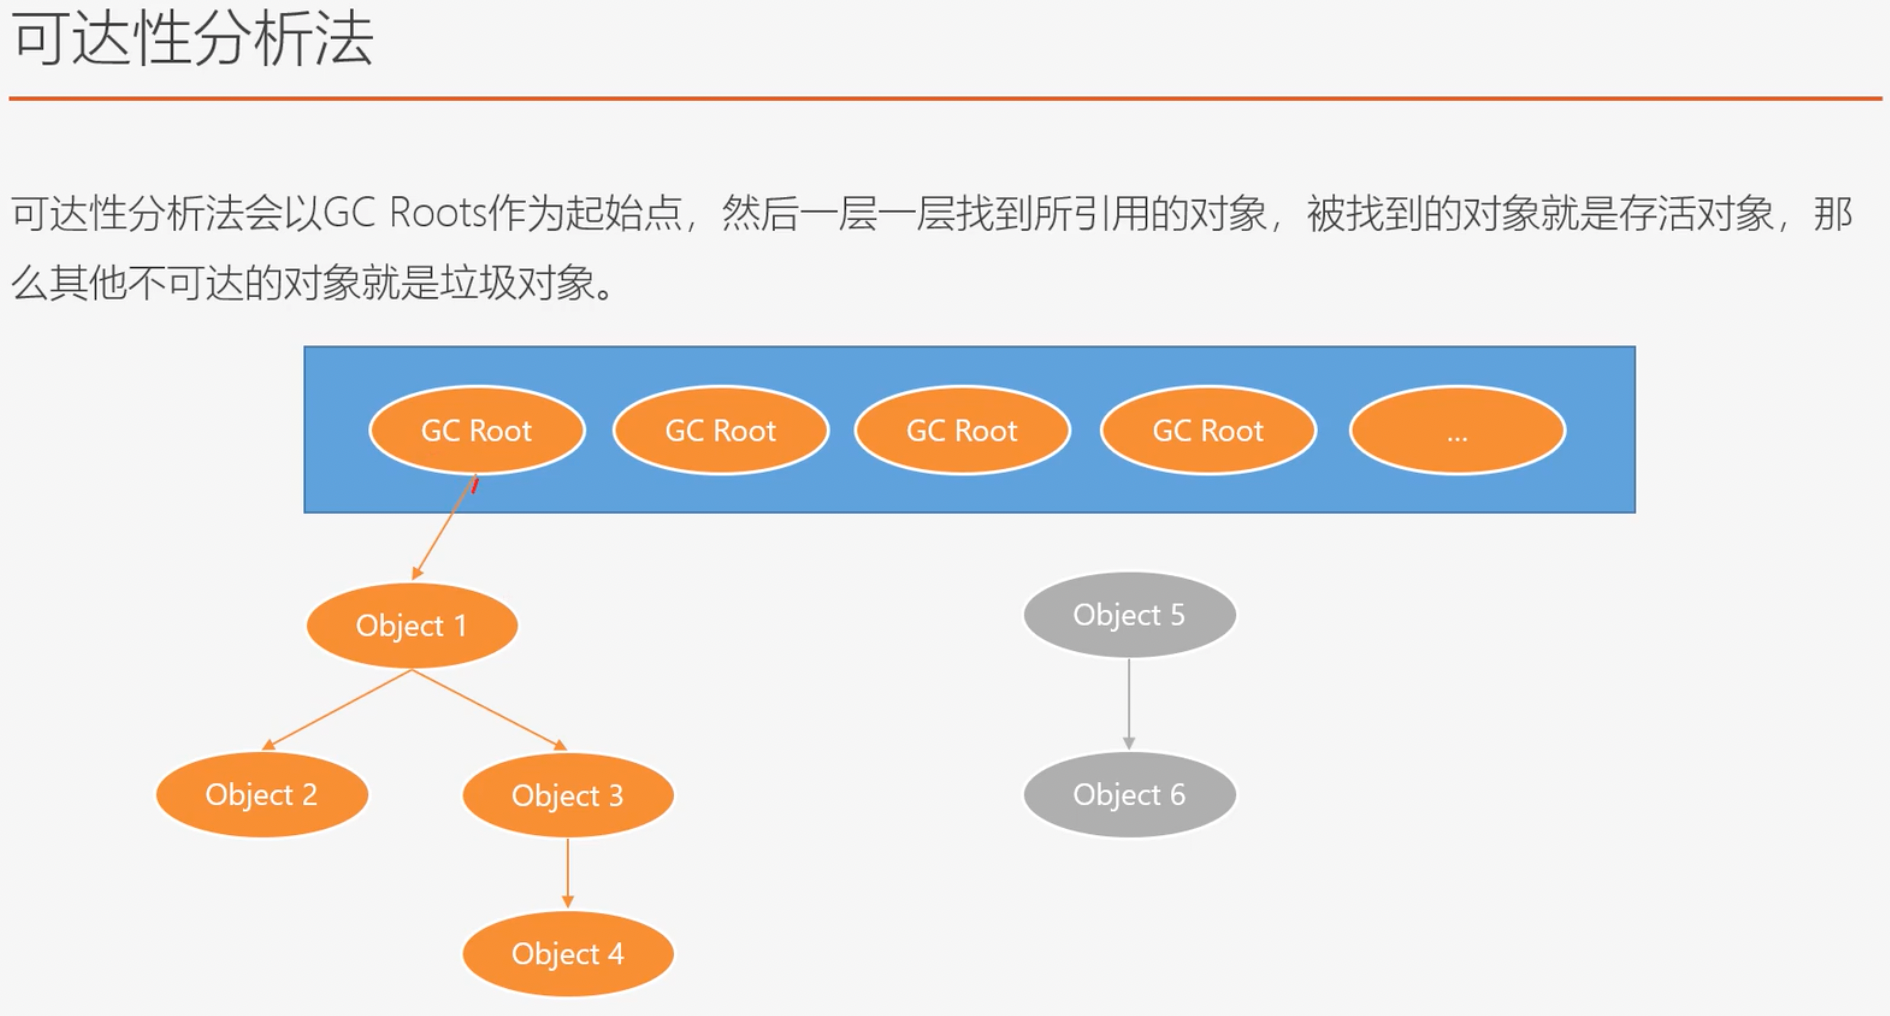 可达性分析法
可达性分析法会以GC Roots作为起始点，然后一层一层找到所引用的对象，被找到的对象就是存活对象，那
么其他不可达的对象就是垃圾对象。
GC Root
GC Root
GC Root
GC Root
...
Object 1
Object 5
Object 2
Object 3
Object 6
Object 4